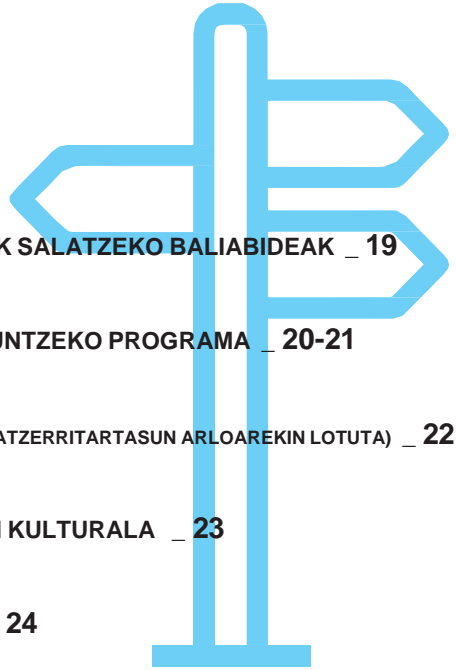 K SALATZEKO BALIABIDEAK _ 19
UNTZEKO PROGRAMA _ 20-21
ATZERRITARTASUN ARLOAREKIN LOTUTA) _ 22
KULTURALA _ 23
24